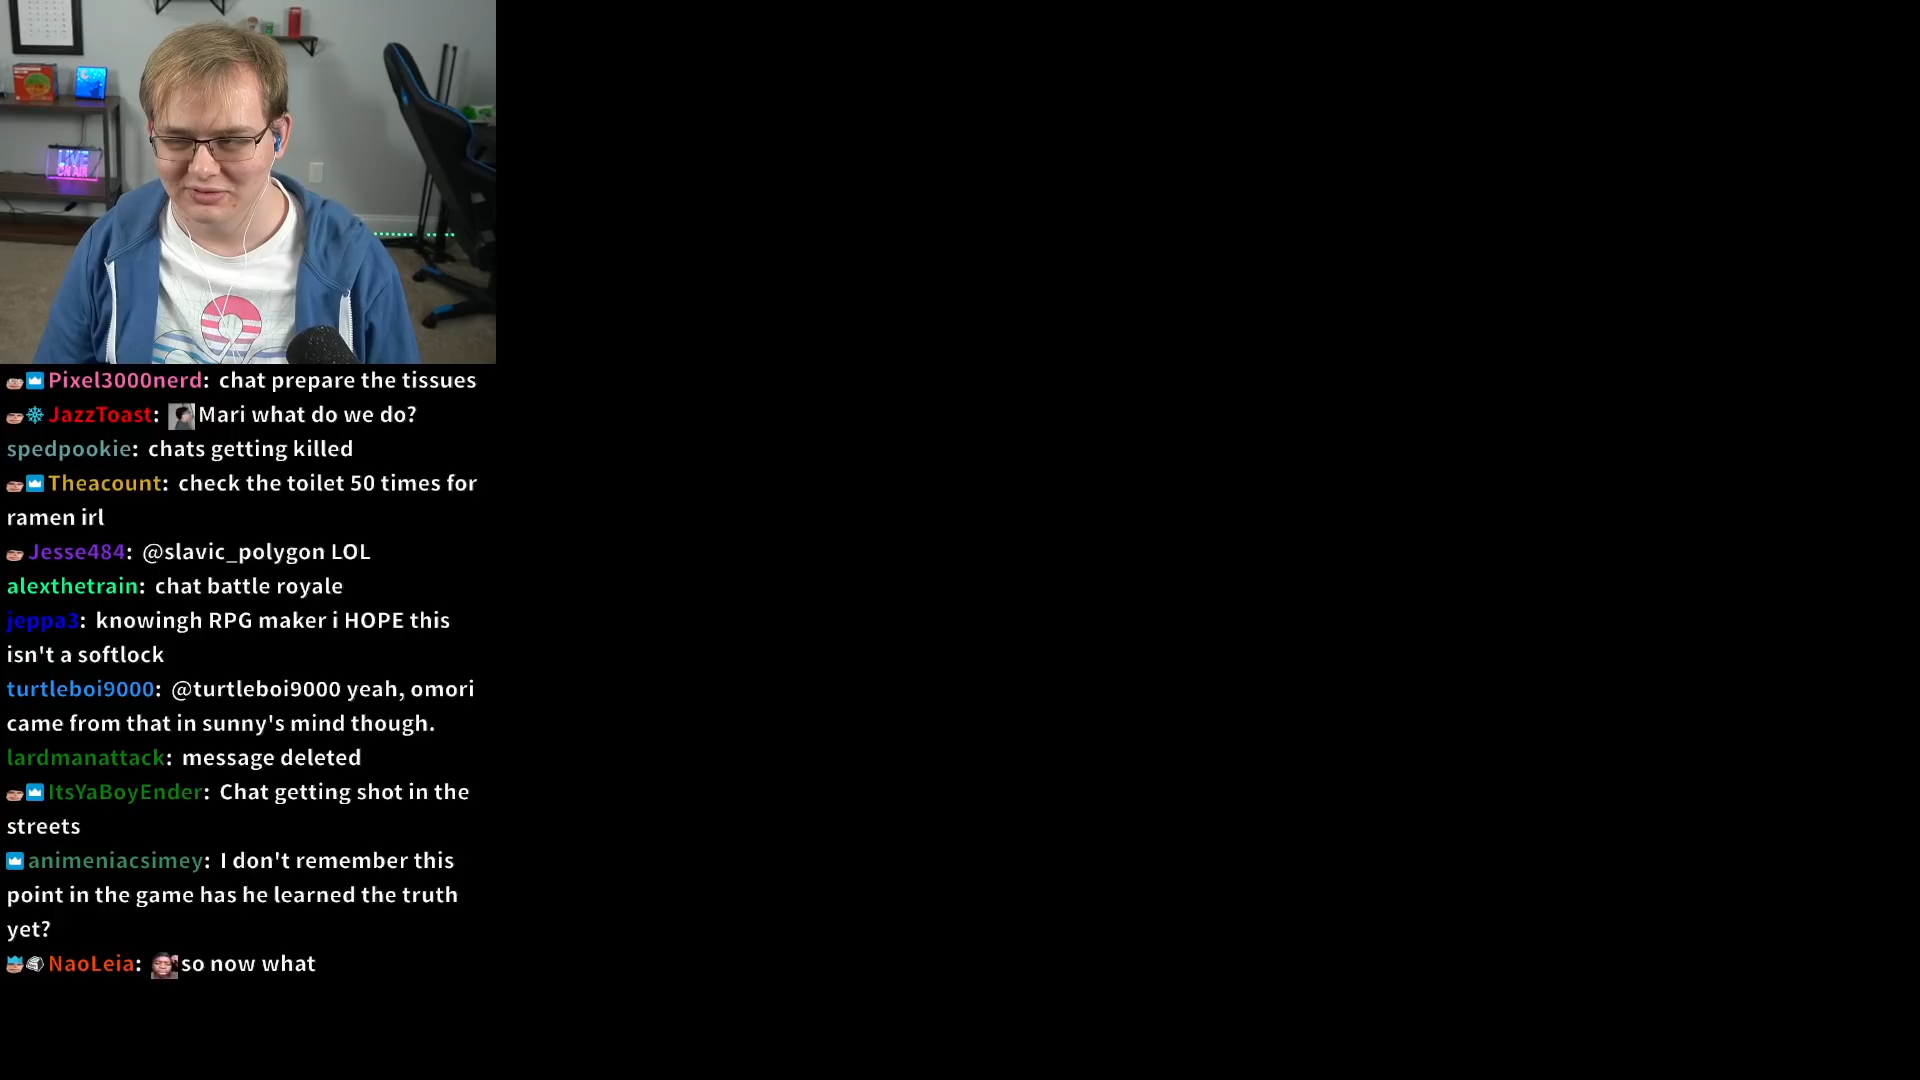 LIVE
ON AIR
Pixel3000nerd: chat prepare the tissues
JazzToast: Mari what do we do?
spedpookie: chats getting killed
Theacount: check the toilet 50 times for
ramen irl
Jesse484: @slavic_polygon LOL
alexthetrain: chat battle royale
jeppa3: knowingh RPG maker i HOPE this
isn't a softlock
turtleboi9000: @turtleboi9000 yeah, omori
came from that in sunny's mind though.
lardmanattack: message deleted
ItsYaBoyEnder: Chat getting shot in the
streets
animeniacsimey: I don't remember this
point in the game has he learned the truth
yet?
NaoLeia: so now what